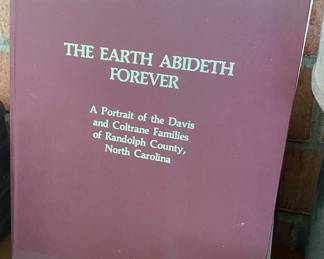 THE EARTH ABIDETH
FOREVER
A Portrait of the Davis
and Coltrane Families
of Randolph County,
North Carolina